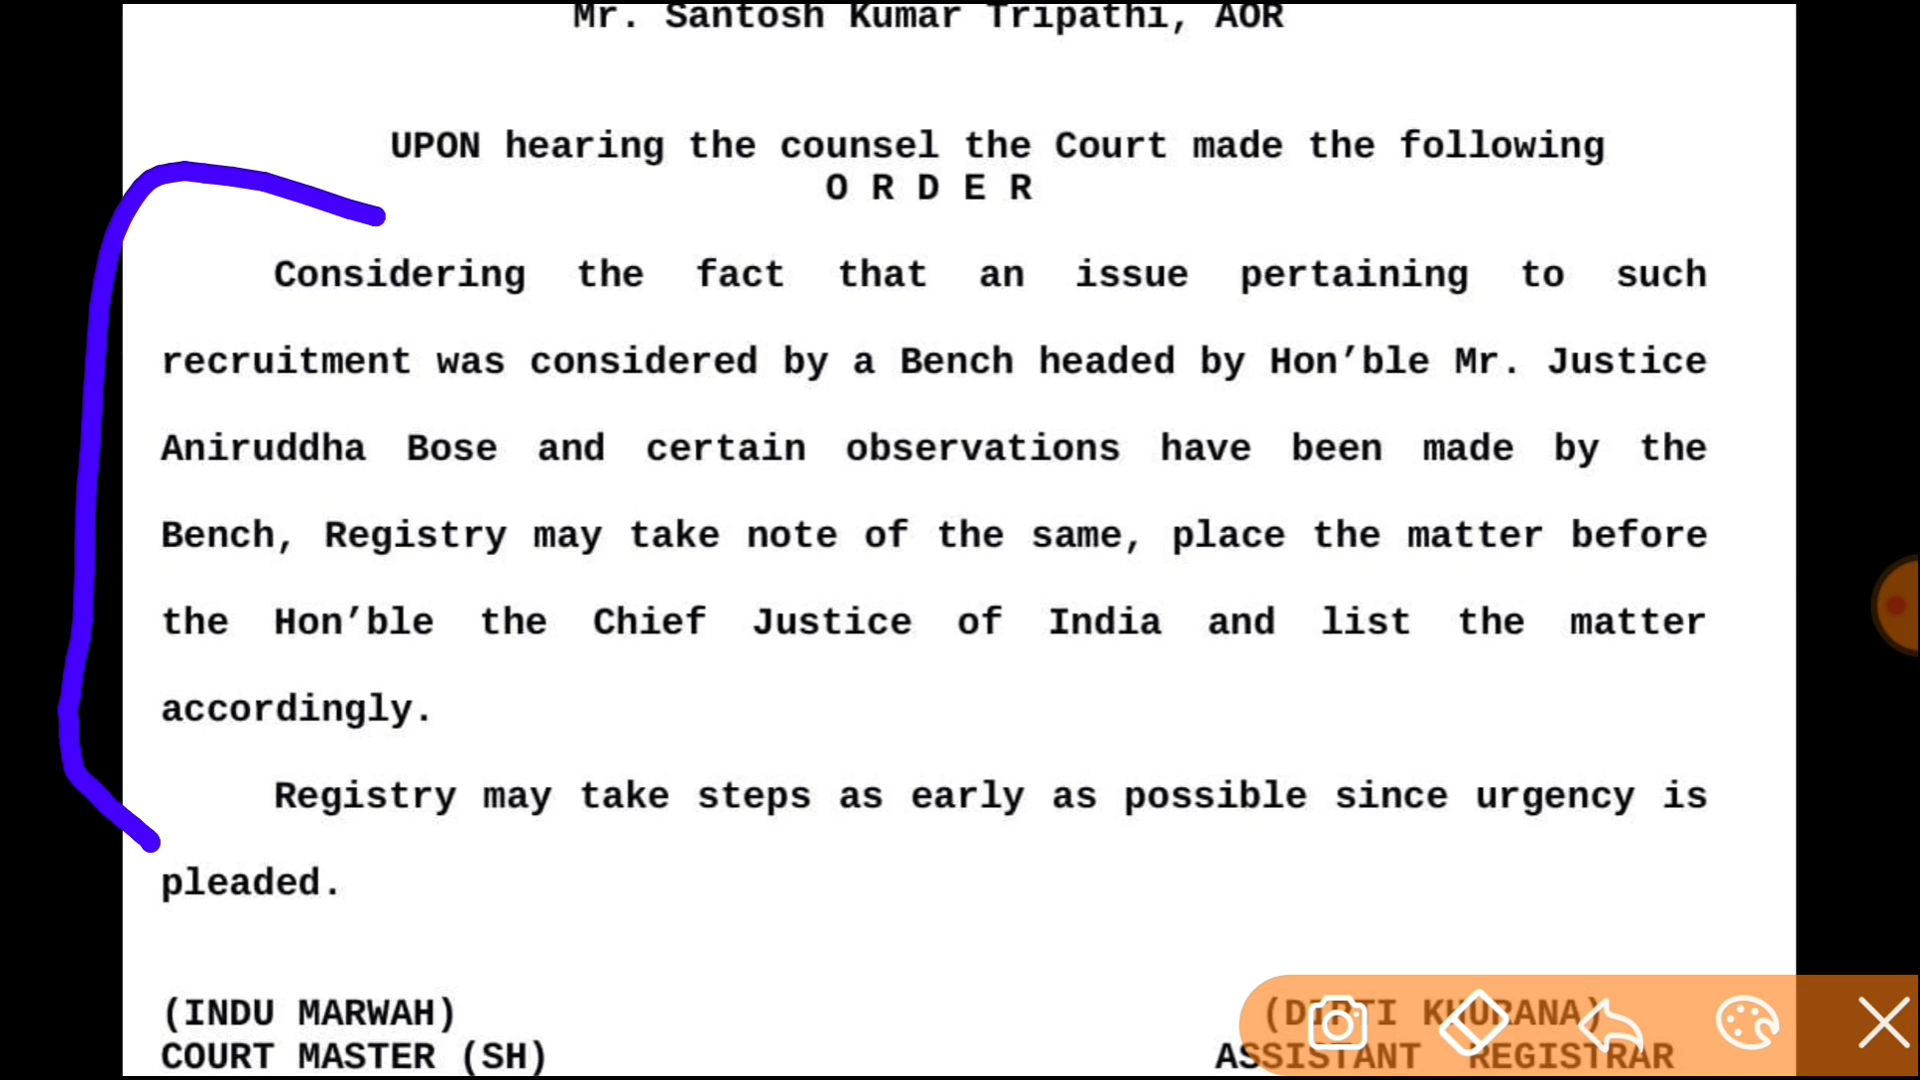 Mr. Santosh Kumar Tripathi, AOR
UPON hearing the counsel the Court made the following
O R D E R
Considering the fact that an issue pertaining to such
recruitment was considered by a Bench headed by Hon’ble Mr. Justice
Aniruddha Bose and certain observations have been made by the
Bench, Registry may take note of the same, place the matter before
the Hon’ble the Chief Justice of India and list the matter
accordingly.
Registry may take steps as early as possible since urgency is
pleaded.
(INDU MARWAH) KHURANA)
COURT MASTER (SH) ASSISTANT REGISTRAR